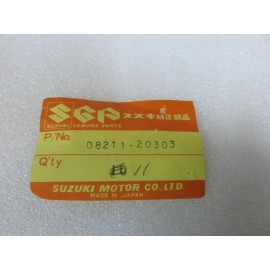 SGP スズキ純正部品
SUZUKI GENUINE PARTS
P/No. 08211-20303
Q'ty 11
SUZUKI MOTOR CO., LTD.
MADE IN JAPAN